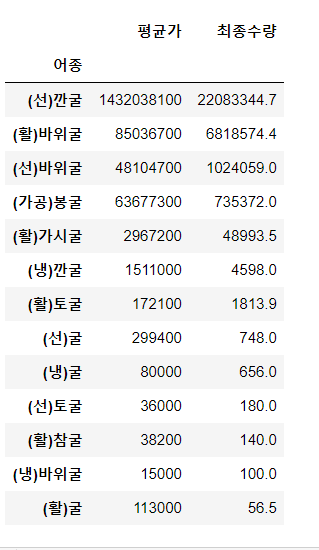 평균가 최종수량
어종
(선)깐굴 1432038100 22083344.7
(활)바위굴 85036700 6818574.4
(선)바위굴 48104700 1024059.0
(가공)봉굴 63677300 735372.0
(활)가시굴 2967200 48993.5
(냉)깐굴 1511000 4598.0
(활)토굴 172100 1813.9
(선)굴 299400 748.0
(냉)굴 80000 656.0
(선)토굴 36000 180.0
(활)참굴 38200 140.0
(냉)바위굴 15000 100.0
(활)굴 113000 56.5